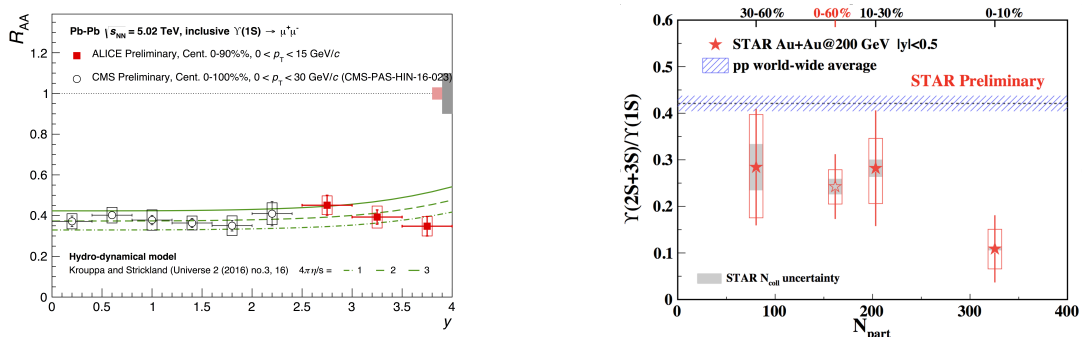 R_AA
Pb-Pb √s_NN = 5.02 TeV, inclusive ϒ(1S) → μ⁺μ⁻
ALICE Preliminary, Cent. 0-90%, 0 < p_T < 15 GeV/c
CMS Preliminary, Cent. 0-100%, 0 < p_T < 30 GeV/c (CMS-PAS-HIN-16-023)
1.2
1
0.8
0.6
0.4
0.2
0
Hydro-dynamical model
Krouppa and Strickland (Universe 2 (2016) no.3, 16) 4πη/s = 1 2 3
0 0.5 1 1.5 2 2.5 3 3.5 4
y
30-60% 0-60% 10-30% 0-10%
ϒ(2S+3S)/ϒ(1S)
0.6
0.5
0.4
0.3
0.2
0.1
0
STAR Au+Au@200 GeV |y|<0.5
pp world-wide average
STAR Preliminary
STAR N_coll uncertainty
0 100 200 300 400
N_part